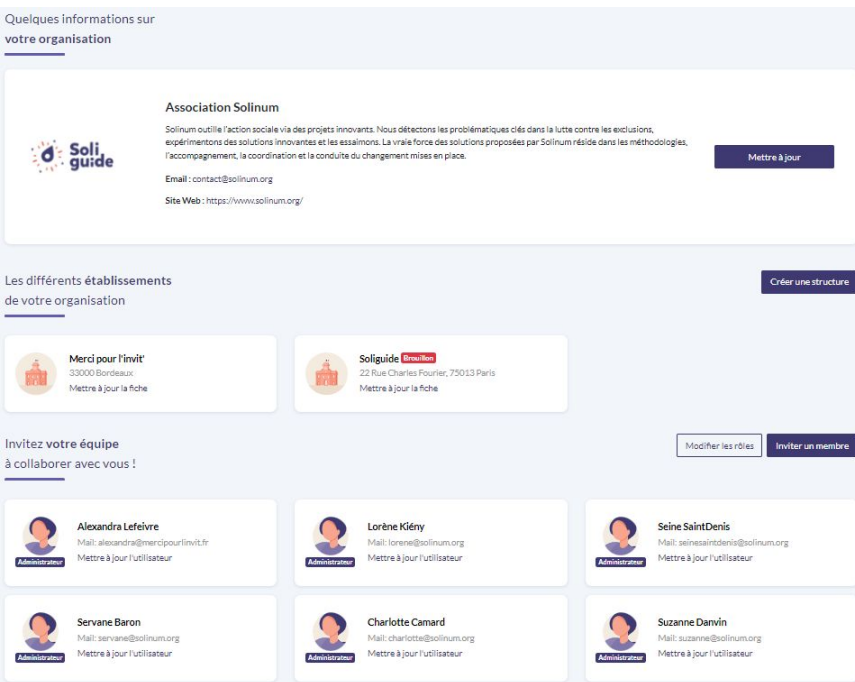 Quelques informations sur
votre organisation
Association Solinum
Solinum outille l'action sociale via des projets innovants. Nous détectons les problématiques clés dans la lutte contre les exclusions,
expérimentons des solutions innovantes et les essaimons. La vraie force des solutions proposées par Solinum réside dans les méthodologies,
l'accompagnement, la coordination et la conduite du changement mises en place.
Soli
guide
Mettre à jour
Email : contact@solinum.org
Site Web : https://www.solinum.org/
Les différents établissements
de votre organisation
Créer une structure
Merci pour l'invit'
33000 Bordeaux
Mettre à jour la fiche
Soliguide Brouillon
22 Rue Charles Fourier, 75013 Paris
Mettre à jour la fiche
Invitez votre équipe
à collaborer avec vous !
Modifier les rôles
Inviter un membre
Alexandra Lefeivre
Mail: alexandra@mercipourlinvit.fr
Mettre à jour l'utilisateur
Administrateur
Lorène Kiény
Mail: lorene@solinum.org
Mettre à jour l'utilisateur
Administrateur
Seine SaintDenis
Mail: seinesaintdenis@solinum.org
Mettre à jour l'utilisateur
Administrateur
Servane Baron
Mail: servane@solinum.org
Mettre à jour l'utilisateur
Administrateur
Charlotte Camard
Mail: charlotte@solinum.org
Mettre à jour l'utilisateur
Administrateur
Suzanne Danvin
Mail: suzanne@solinum.org
Mettre à jour l'utilisateur
Administrateur